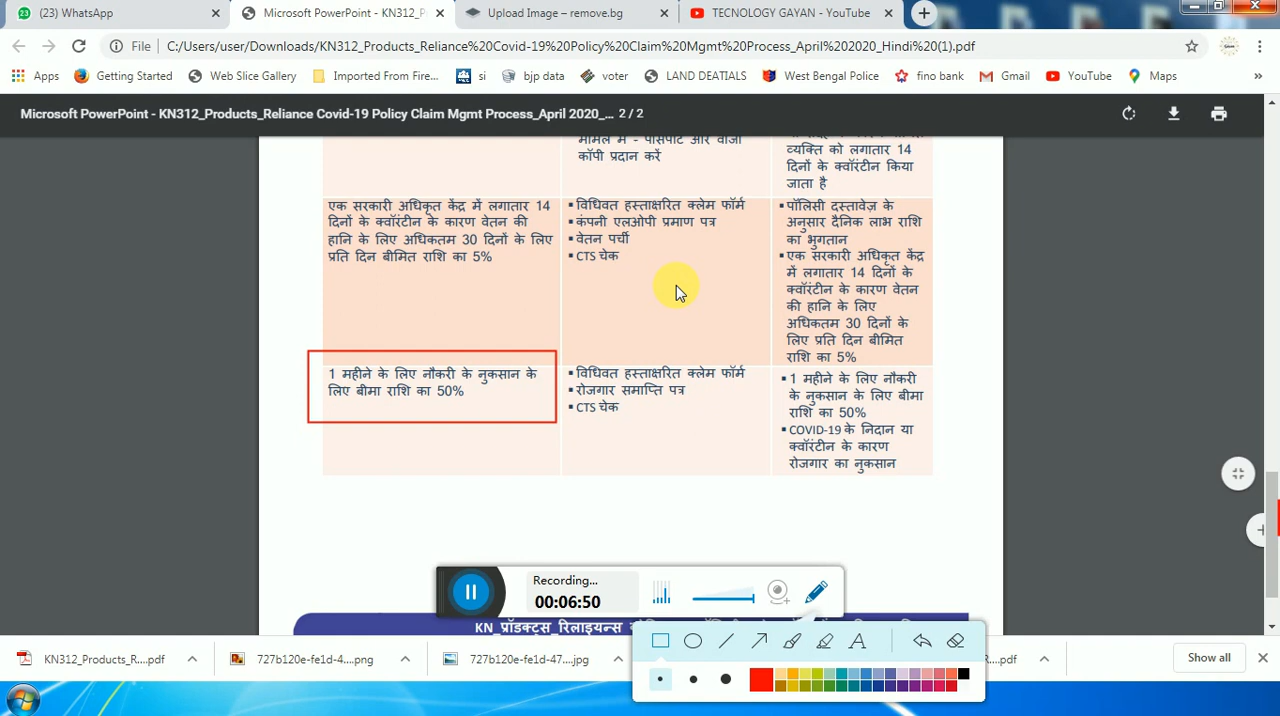 (23) WhatsApp
Microsoft PowerPoint - KN312_P
Upload Image – remove.bg
TECNOLOGY GAYAN - YouTube
File
C:/Users/user/Downloads/KN312_Products_Reliance%20Covid-19%20Policy%20Claim%20Mgmt%20Process_April%202020_Hindi%20(1).pdf
Apps
Getting Started
Web Slice Gallery
Imported From Fire...
si
bjp data
voter
LAND DEATIALS
West Bengal Police
fino bank
Gmail
YouTube
Maps
»
Microsoft PowerPoint - KN312_Products_Reliance Covid-19 Policy Claim Mgmt Process_April 2020_...
2 / 2
मामले में - पासपोर्ट और वीजा
कॉपी प्रदान करें
व्यक्ति को लगातार 14
दिनों के क्वॉरंटीन किया
जाता है
एक सरकारी अधिकृत केंद्र में लगातार 14
दिनों के क्वॉरंटीन के कारण वेतन की
हानि के लिए अधिकतम 30 दिनों के लिए
प्रति दिन बीमित राशि का 5%
▪ विधिवत हस्ताक्षरित क्लेम फॉर्म
▪ कंपनी एलओपी प्रमाण पत्र
▪ वेतन पर्ची
▪ CTS चेक
▪ पॉलिसी दस्तावेज़ के
अनुसार दैनिक लाभ राशि
का भुगतान
▪ एक सरकारी अधिकृत केंद्र
में लगातार 14 दिनों के
क्वॉरंटीन के कारण वेतन
की हानि के लिए
अधिकतम 30 दिनों के
लिए प्रति दिन बीमित
राशि का 5%
1 महीने के लिए नौकरी के नुकसान के
लिए बीमा राशि का 50%
▪ विधिवत हस्ताक्षरित क्लेम फॉर्म
▪ रोजगार समाप्ति पत्र
▪ CTS चेक
▪ 1 महीने के लिए नौकरी
के नुकसान के लिए बीमा
राशि का 50%
▪ COVID-19 के निदान या
क्वॉरंटीन के कारण
रोजगार का नुकसान
Recording...
00:06:50
KN_प्रॉडक्ट्स_रिलाइयन्स
A
KN312_Products_R....pdf
727b120e-fe1d-4....png
727b120e-fe1d-47....jpg
R....pdf
Show all